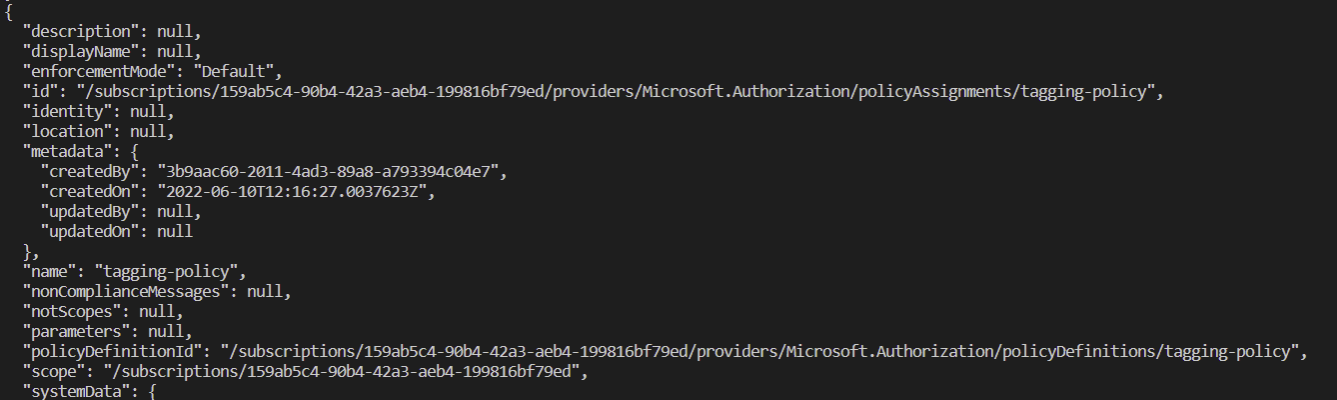 {
"description": null,
"displayName": null,
"enforcementMode": "Default",
"id": "/subscriptions/159ab5c4-90b4-42a3-aeb4-199816bf79ed/providers/Microsoft.Authorization/policyAssignments/tagging-policy",
"identity": null,
"location": null,
"metadata": {
"createdBy": "3b9aac60-2011-4ad3-89a8-a793394c04e7",
"createdOn": "2022-06-10T12:16:27.0037623Z",
"updatedBy": null,
"updatedOn": null
},
"name": "tagging-policy",
"nonComplianceMessages": null,
"notScopes": null,
"parameters": null,
"policyDefinitionId": "/subscriptions/159ab5c4-90b4-42a3-aeb4-199816bf79ed/providers/Microsoft.Authorization/policyDefinitions/tagging-policy",
"scope": "/subscriptions/159ab5c4-90b4-42a3-aeb4-199816bf79ed",
"systemData": {